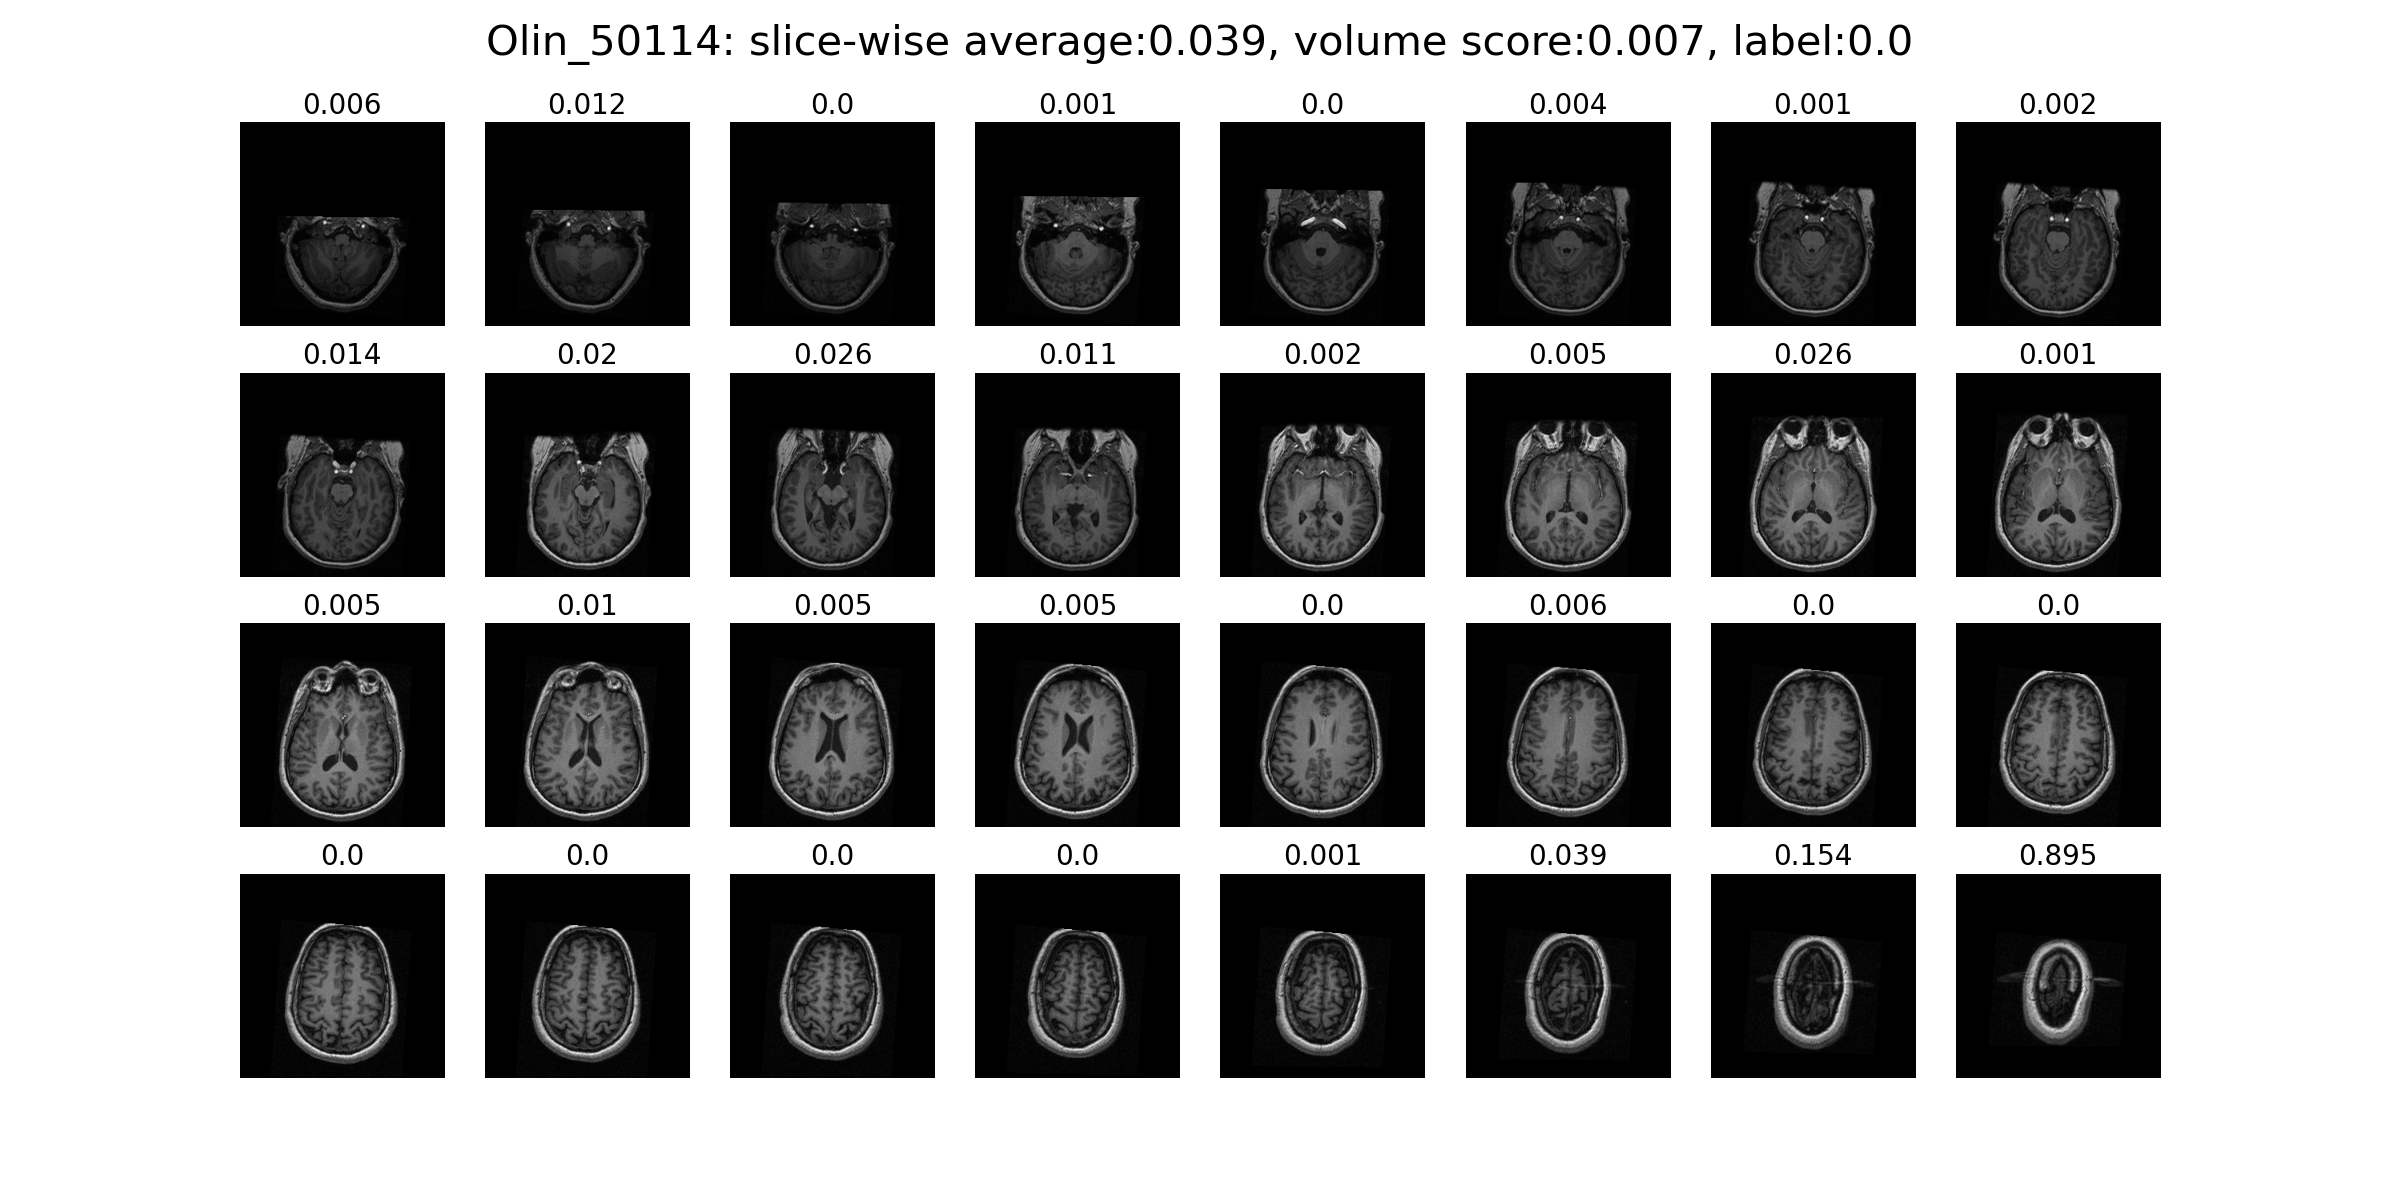 Olin_50114: slice-wise average:0.039, volume score:0.007, label:0.0
0.006 0.012 0.0 0.001 0.0 0.004 0.001 0.002
0.014 0.02 0.026 0.011 0.002 0.005 0.026 0.001
0.005 0.01 0.005 0.005 0.0 0.006 0.0 0.0
0.0 0.0 0.0 0.0 0.001 0.039 0.154 0.895